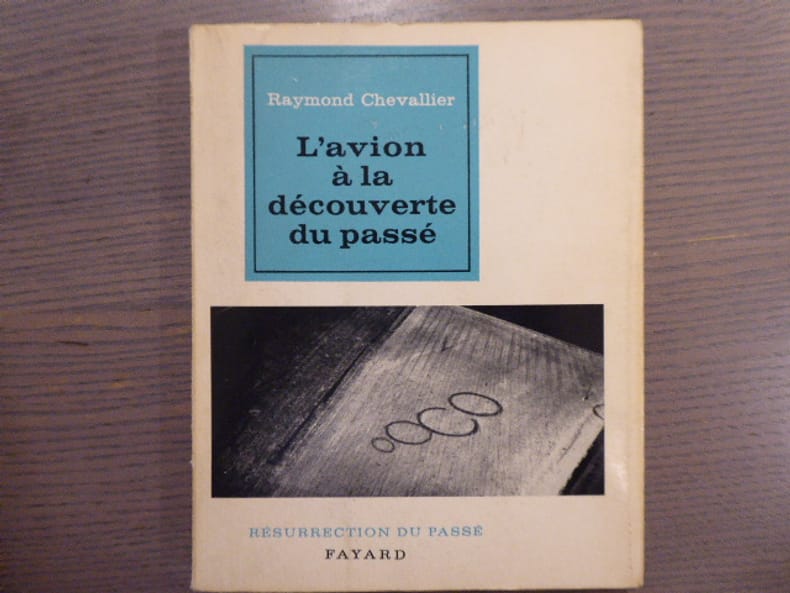 Raymond Chevallier
L'avion
à la
découverte
du passé
RÉSURRECTION DU PASSÉ
FAYARD